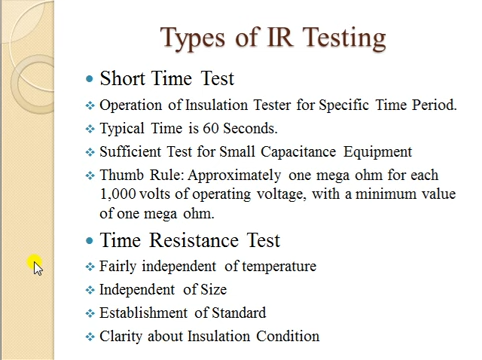 Types of IR Testing
Short Time Test
Operation of Insulation Tester for Specific Time Period.
Typical Time is 60 Seconds.
Sufficient Test for Small Capacitance Equipment
Thumb Rule: Approximately one mega ohm for each
1,000 volts of operating voltage, with a minimum value
of one mega ohm.
Time Resistance Test
Fairly independent of temperature
Independent of Size
Establishment of Standard
Clarity about Insulation Condition